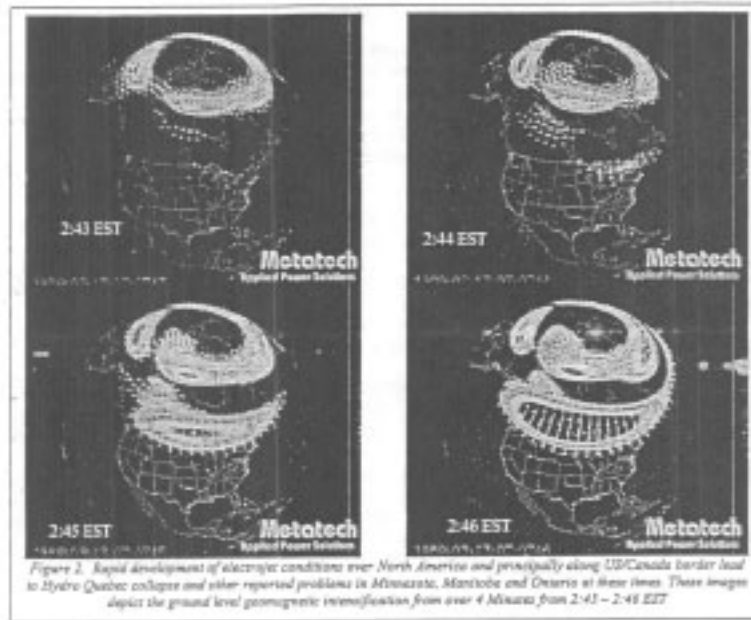 2:43 EST
Metatech
Applied Power Solutions
2:44 EST
Metatech
Applied Power Solutions
2:45 EST
Metatech
Applied Power Solutions
2:46 EST
Metatech
Applied Power Solutions
Figure 2. Rapid development of electrojet conditions over North America and principally along US/Canada border lead
to Hydro Quebec collapse and other reported problems in Minnesota, Manitoba and Ontario at these times. These images
depict the ground level geomagnetic intensification from over 4 Minutes from 2:43 – 2:46 EST